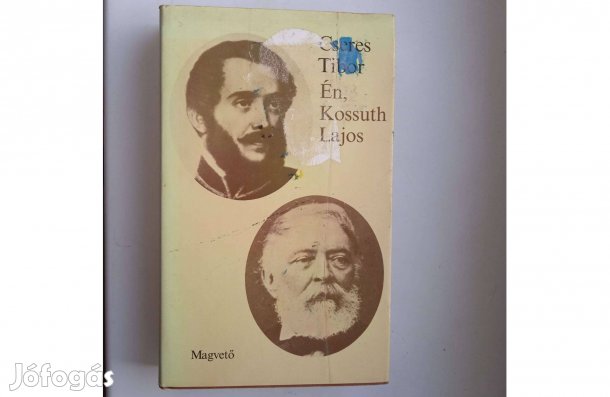 Cseres
Tibor
Én,
Kossuth
Lajos
Magvető
Jófogás